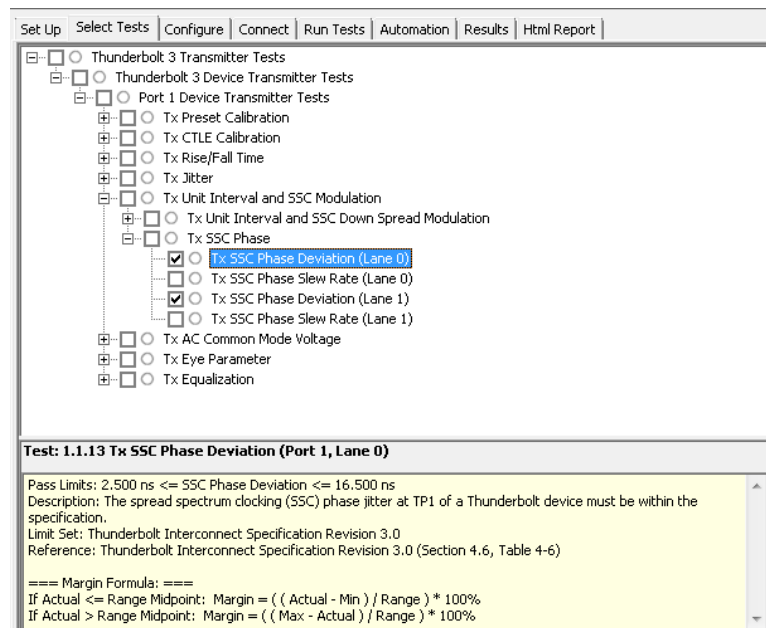 Set Up Select Tests Configure Connect Run Tests Automation Results Html Report
Thunderbolt 3 Transmitter Tests
Thunderbolt 3 Device Transmitter Tests
Port 1 Device Transmitter Tests
Tx Preset Calibration
Tx CTLE Calibration
Tx Rise/Fall Time
Tx Jitter
Tx Unit Interval and SSC Modulation
Tx Unit Interval and SSC Down Spread Modulation
Tx SSC Phase
Tx SSC Phase Deviation (Lane 0)
Tx SSC Phase Slew Rate (Lane 0)
Tx SSC Phase Deviation (Lane 1)
Tx SSC Phase Slew Rate (Lane 1)
Tx AC Common Mode Voltage
Tx Eye Parameter
Tx Equalization
Test: 1.1.13 Tx SSC Phase Deviation (Port 1, Lane 0)
Pass Limits: 2.500 ns <= SSC Phase Deviation <= 16.500 ns
Description: The spread spectrum clocking (SSC) phase jitter at TP1 of a Thunderbolt device must be within the
specification.
Limit Set: Thunderbolt Interconnect Specification Revision 3.0
Reference: Thunderbolt Interconnect Specification Revision 3.0 (Section 4.6, Table 4-6)
=== Margin Formula: ===
If Actual <= Range Midpoint: Margin = ( ( Actual - Min ) / Range ) * 100%
If Actual > Range Midpoint: Margin = ( ( Max - Actual ) / Range ) * 100%